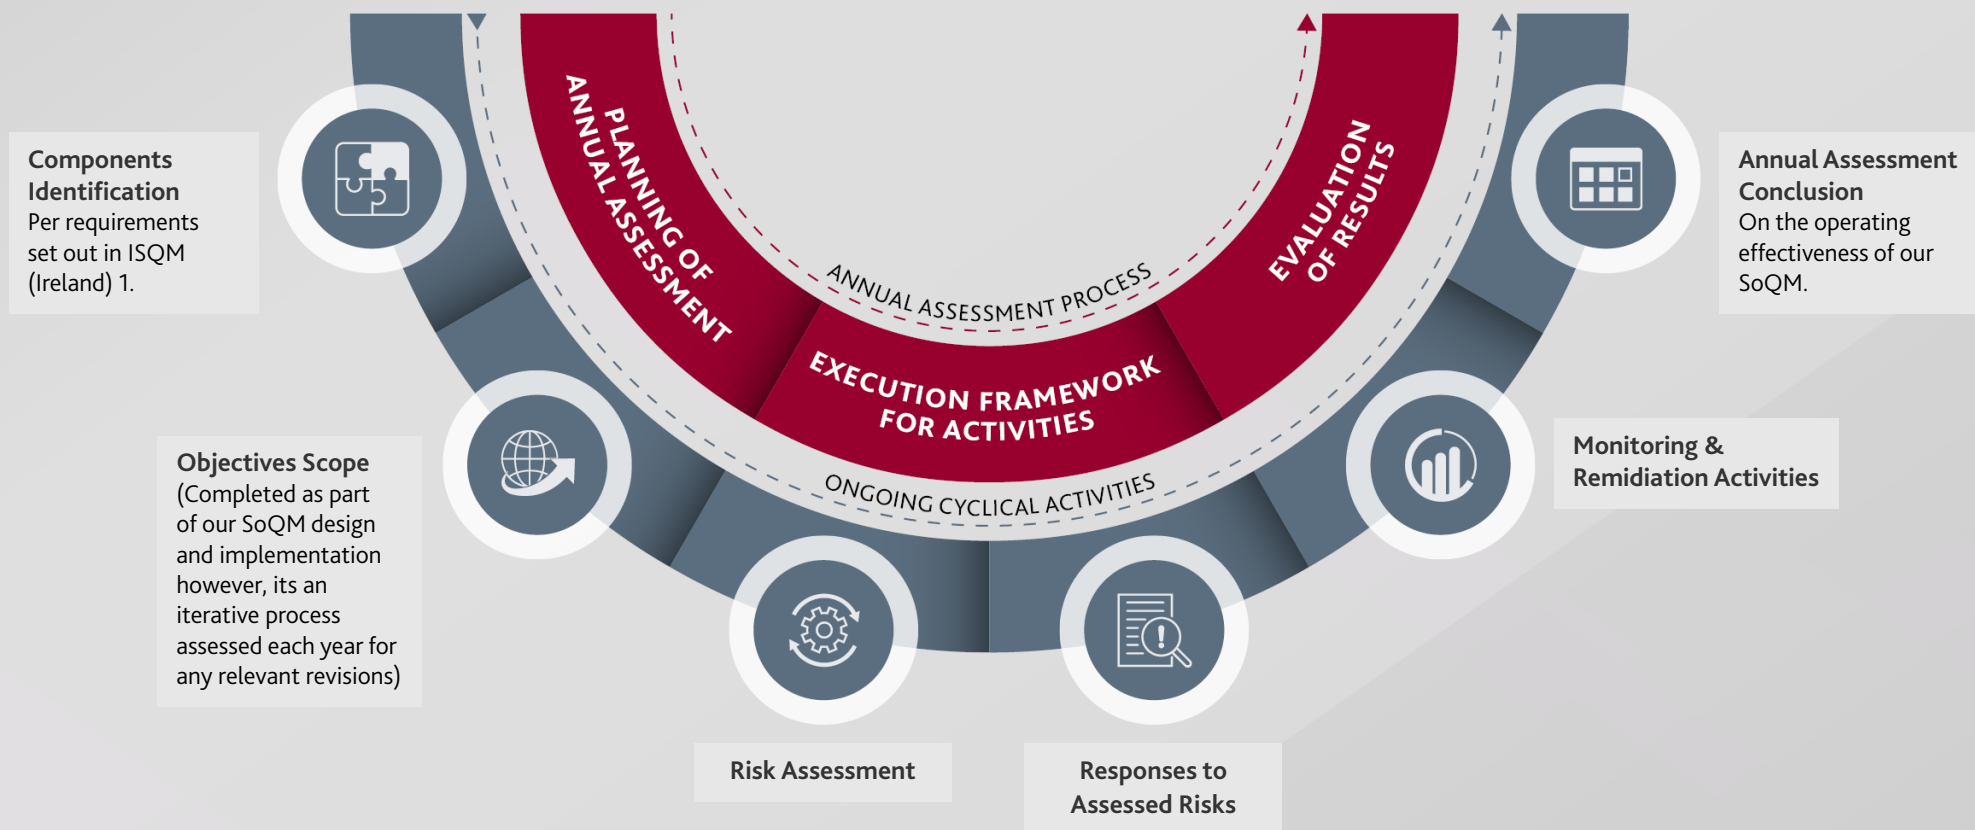 Components
Identification
Per requirements
set out in ISQM
(Ireland) 1.
Objectives Scope
(Completed as part
of our SoQM design
and implementation
however, its an
iterative process
assessed each year for
any relevant revisions)
Risk Assessment
Responses to
Assessed Risks
Monitoring &
Remidiation Activities
Annual Assessment
Conclusion
On the operating
effectiveness of our
SoQM.
PLANNING OF
ANNUAL ASSESSMENT
EXECUTION FRAMEWORK
FOR ACTIVITIES
EVALUATION
OF RESULTS
ANNUAL ASSESSMENT PROCESS
ONGOING CYCLICAL ACTIVITIES